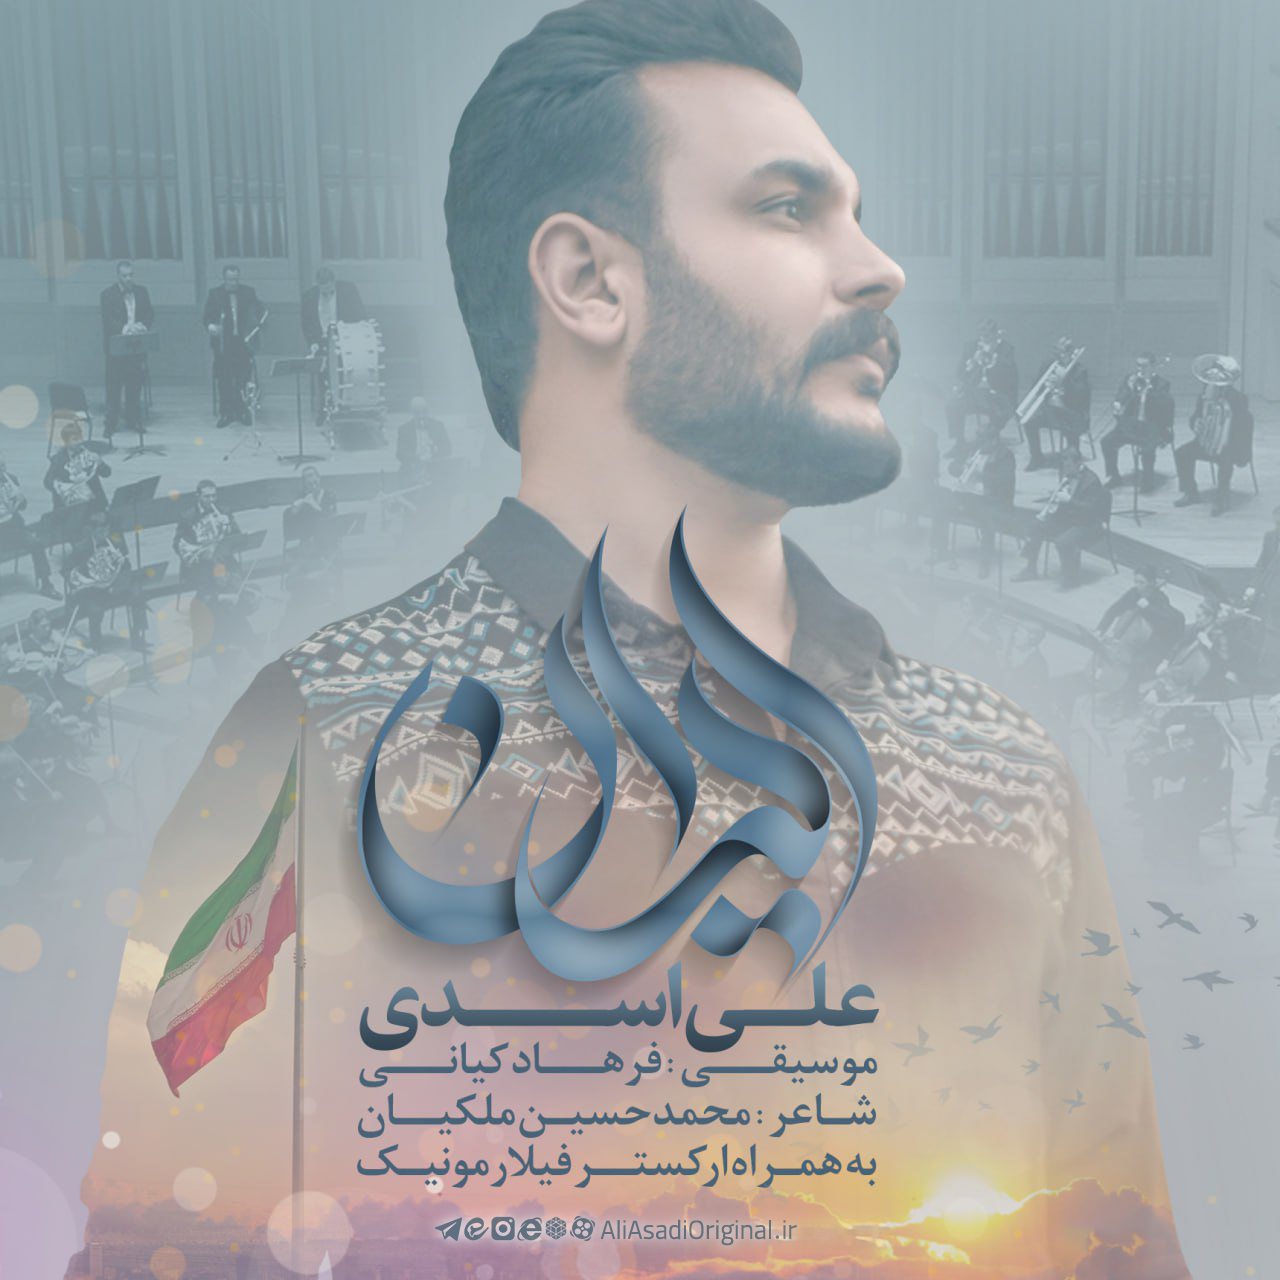 ایران
علی اسدی
موسیقی : فرهاد کیانی
شاعر : محمدحسین ملکیان
به همراه ارکستر فیلارمونیک
AliAsadiOriginal.ir